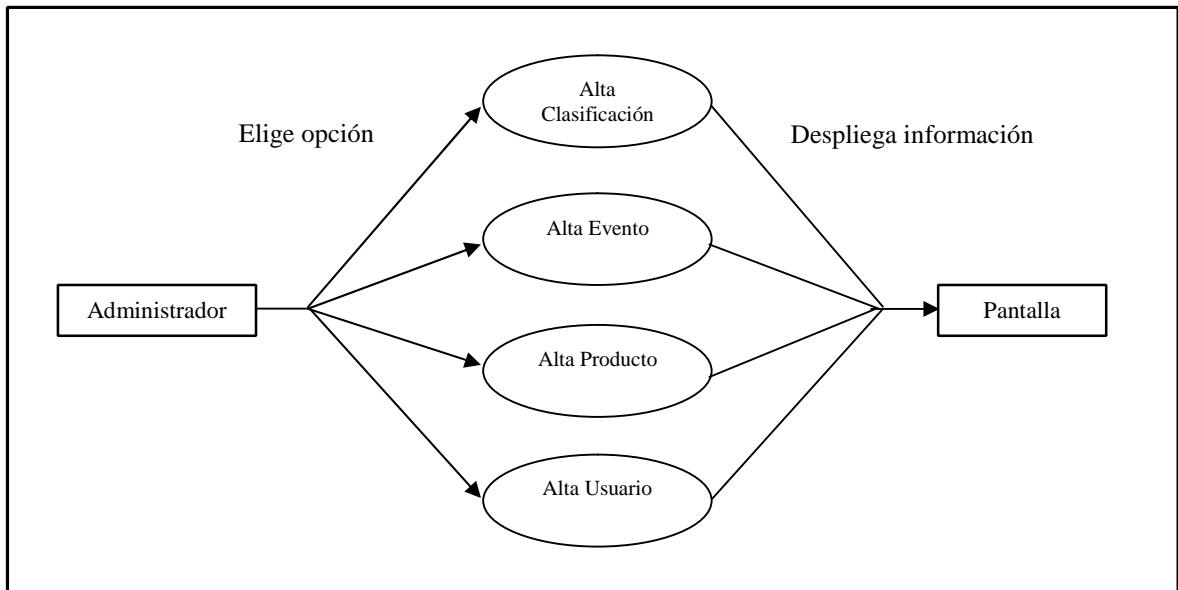 Alta
Clasificación
Elige opción
Despliega información
Alta Evento
Administrador
Pantalla
Alta Producto
Alta Usuario